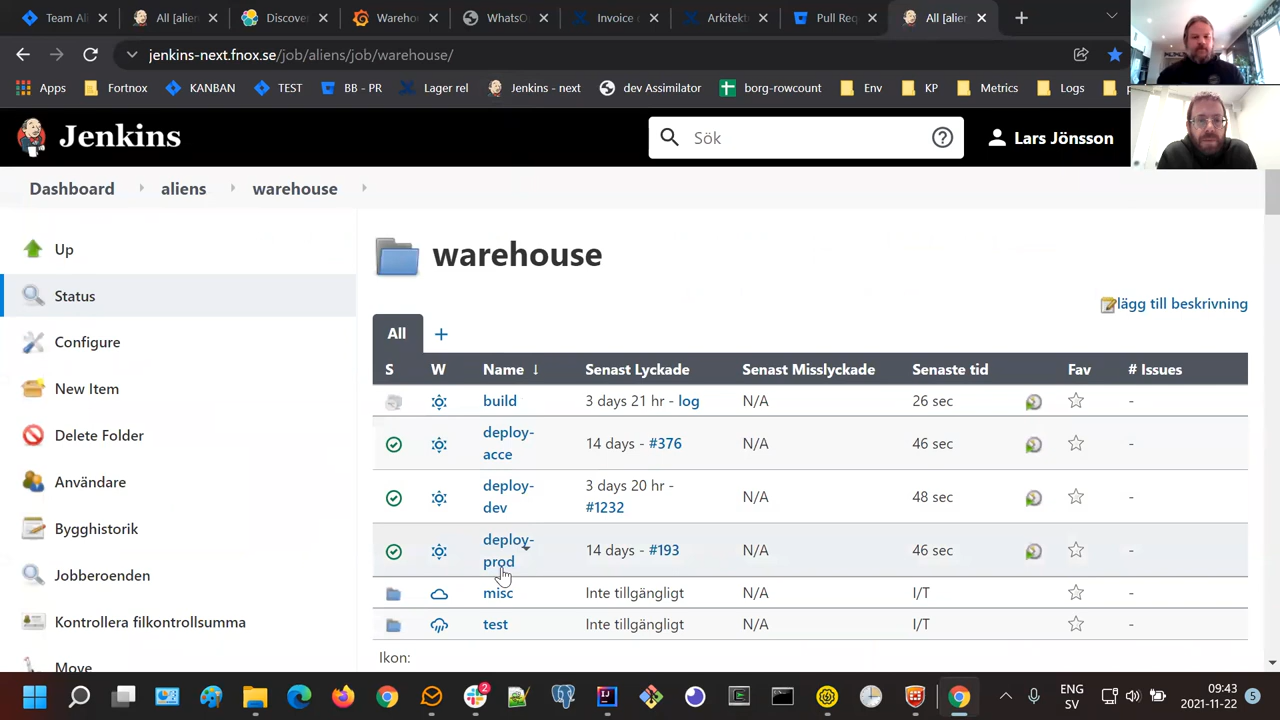 Team Al
All [alien
Discover
Wareho
WhatsO
Invoice c
Arkitekt
Pull Req
All [alien
jenkins-next.fnox.se/job/aliens/job/warehouse/
Apps
Fortnox
KANBAN
TEST
BB - PR
Lager rel
Jenkins - next
dev Assimilator
borg-rowcount
Env
KP
Metrics
Logs
Jenkins
Sök
Lars Jönsson
Dashboard
aliens
warehouse
Up
Status
Configure
New Item
Delete Folder
Användare
Bygghistorik
Jobberoenden
Kontrollera filkontrollsumma
Move
warehouse
lägg till beskrivning
All +
S W Name ↓ Senast Lyckade Senast Misslyckade Senaste tid Fav # Issues
build 3 days 21 hr - log N/A 26 sec -
deploy-
acce 14 days - #376 N/A 46 sec -
deploy-
dev 3 days 20 hr -
#1232 N/A 48 sec -
deploy-
prod 14 days - #193 N/A 46 sec -
misc Inte tillgängligt N/A I/T -
test Inte tillgängligt N/A I/T -
Ikon:
2
ENG
SV
09:43
2021-11-22
5